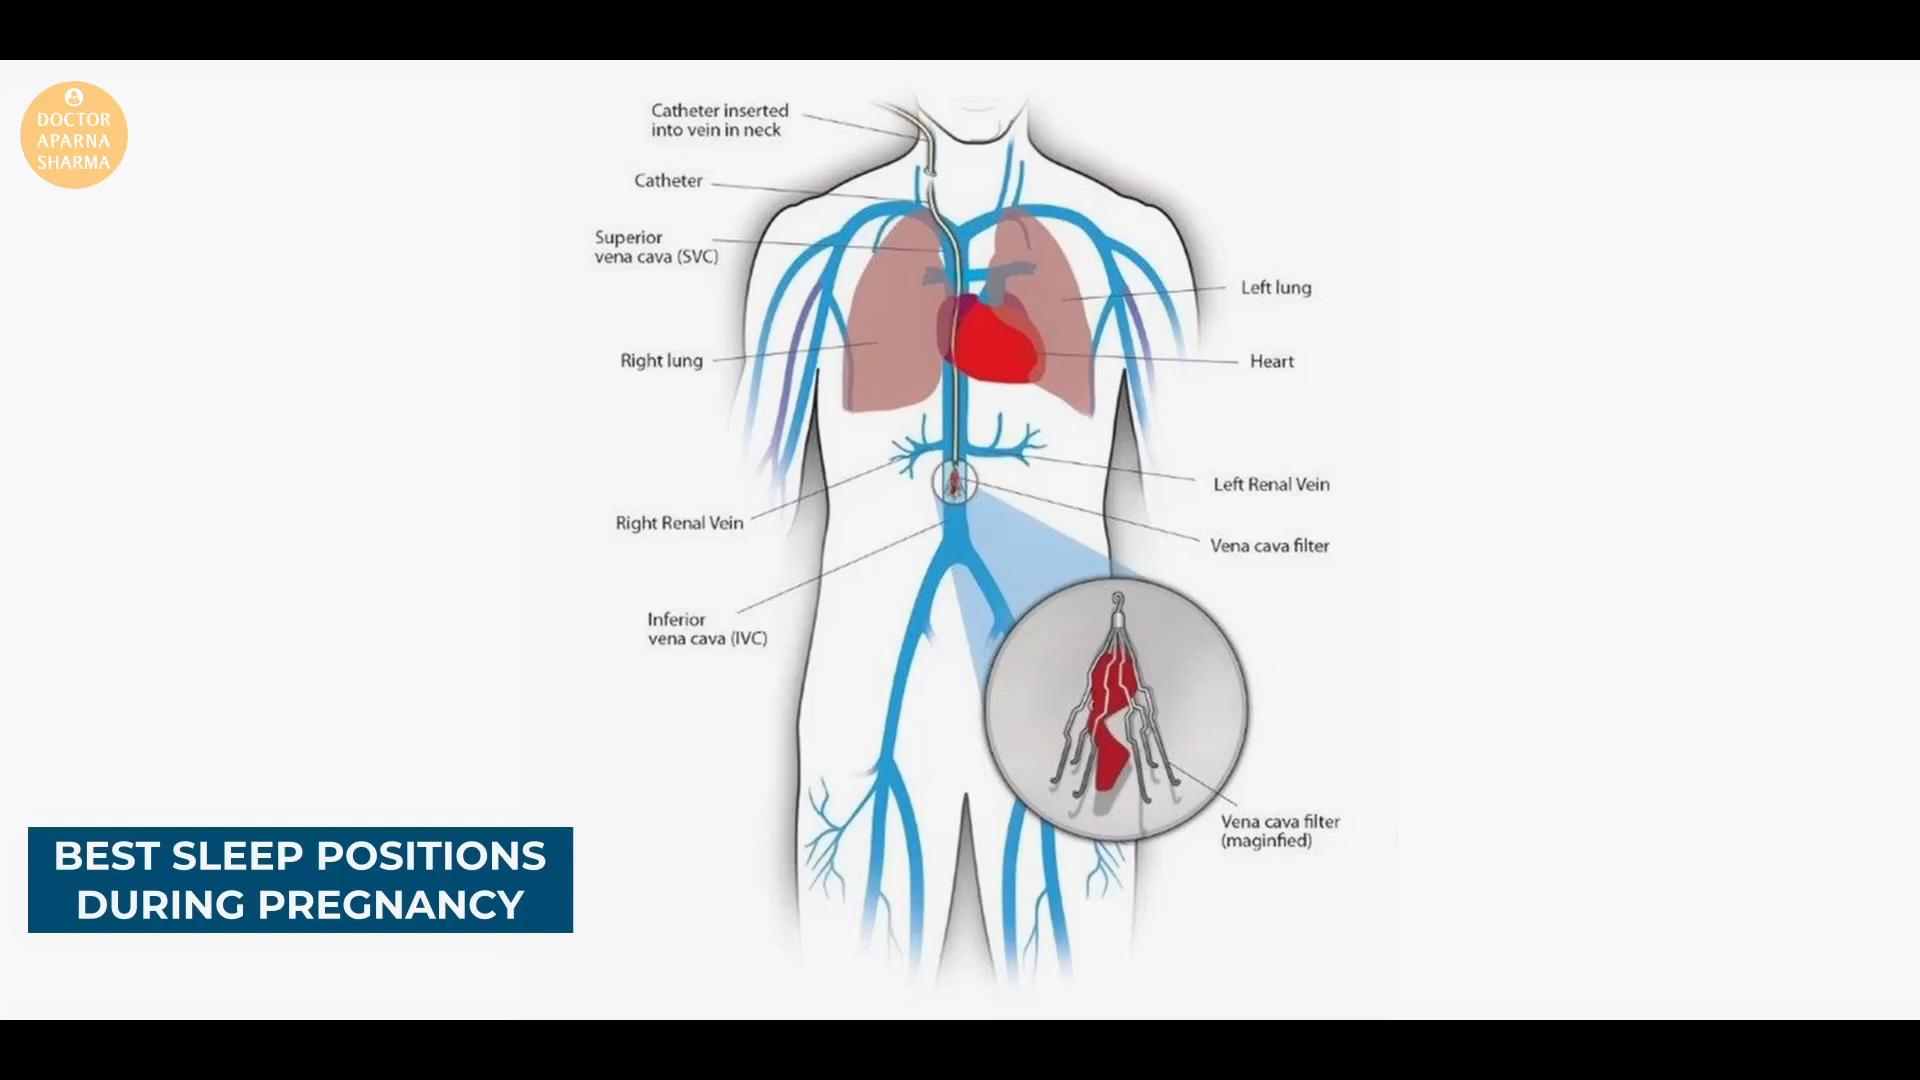 DOCTOR
APARNA
SHARMA
Catheter inserted
into vein in neck
Catheter
Superior
vena cava (SVC)
Left lung
Right lung
Heart
Left Renal Vein
Right Renal Vein
Vena cava filter
Inferior
vena cava (IVC)
Vena cava filter
(maginfied)
BEST SLEEP POSITIONS
DURING PREGNANCY